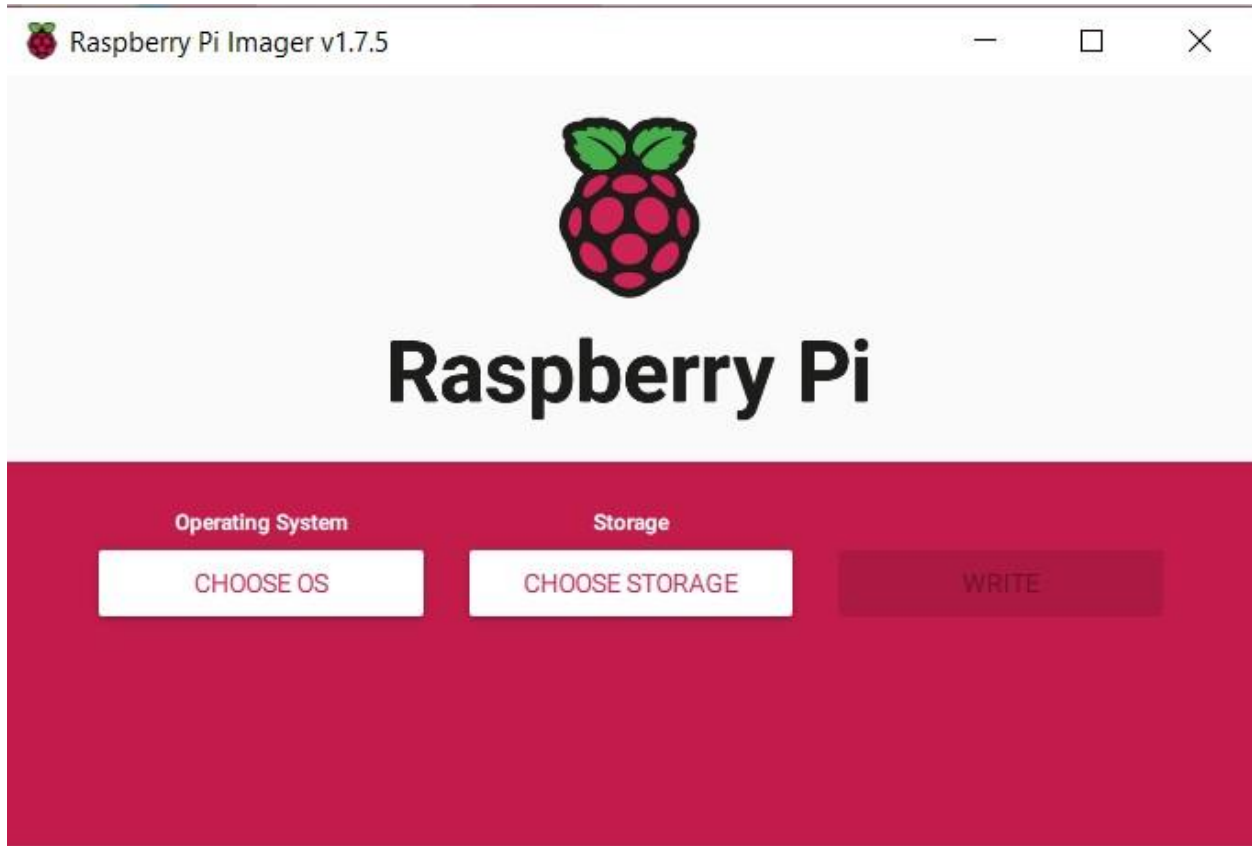 Raspberry Pi Imager v1.7.5
Raspberry Pi
Operating System
Storage
CHOOSE OS
CHOOSE STORAGE
WRITE